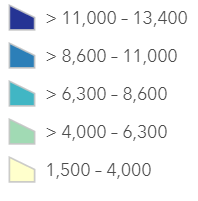 > 11,000 – 13,400
> 8,600 – 11,000
> 6,300 – 8,600
> 4,000 – 6,300
1,500 – 4,000